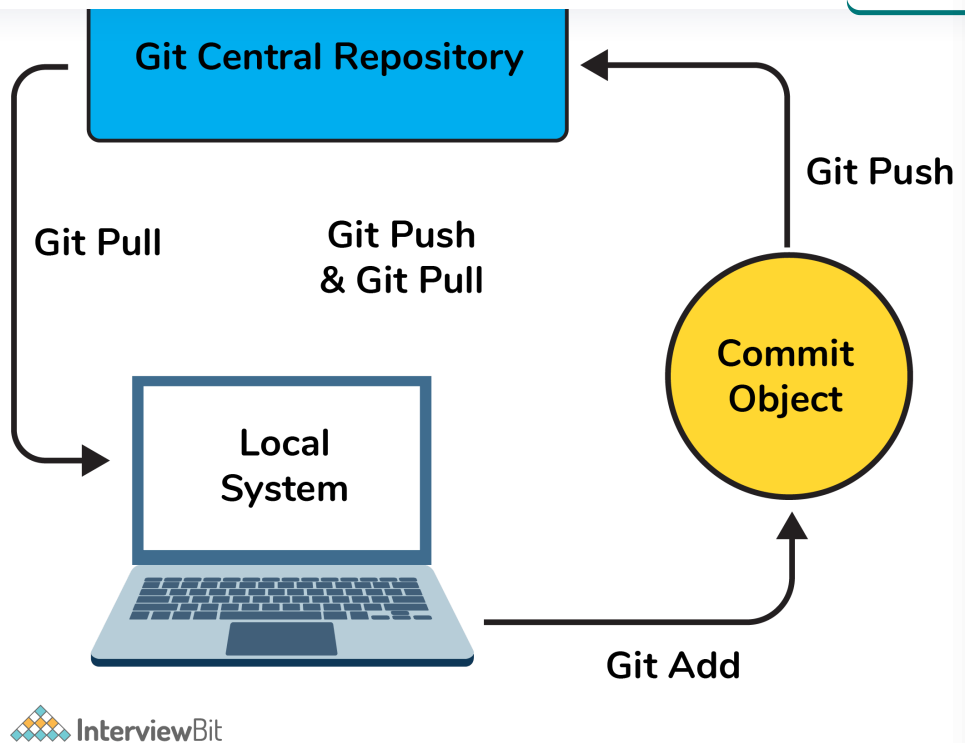 Git Central Repository
Git Push
Git Pull
Git Push
& Git Pull
Commit
Object
Local
System
Git Add
InterviewBit